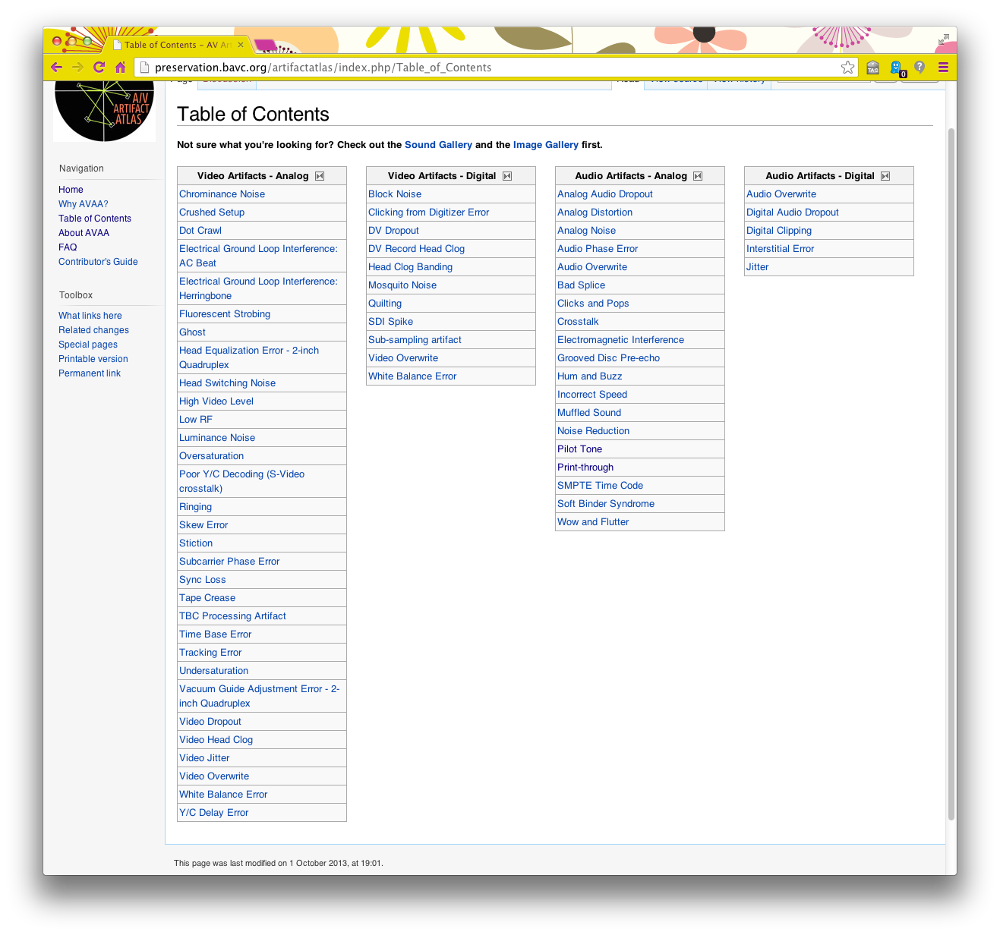 Table of Contents – AV Art
preservation.bavc.org/artifactatlas/index.php/Table_of_Contents
TAG
0
A/V
ARTIFACT
ATLAS
Page
Discussion
Read
View source
View history
Navigation
Home
Why AVAA?
Table of Contents
About AVAA
FAQ
Contributor's Guide
Toolbox
What links here
Related changes
Special pages
Printable version
Permanent link
Table of Contents
Not sure what you're looking for? Check out the Sound Gallery and the Image Gallery first.
Video Artifacts - Analog
Chrominance Noise
Crushed Setup
Dot Crawl
Electrical Ground Loop Interference:
AC Beat
Electrical Ground Loop Interference:
Herringbone
Fluorescent Strobing
Ghost
Head Equalization Error - 2-inch
Quadruplex
Head Switching Noise
High Video Level
Low RF
Luminance Noise
Oversaturation
Poor Y/C Decoding (S-Video
crosstalk)
Ringing
Skew Error
Stiction
Subcarrier Phase Error
Sync Loss
Tape Crease
TBC Processing Artifact
Time Base Error
Tracking Error
Undersaturation
Vacuum Guide Adjustment Error - 2-
inch Quadruplex
Video Dropout
Video Head Clog
Video Jitter
Video Overwrite
White Balance Error
Y/C Delay Error
Video Artifacts - Digital
Block Noise
Clicking from Digitizer Error
DV Dropout
DV Record Head Clog
Head Clog Banding
Mosquito Noise
Quilting
SDI Spike
Sub-sampling artifact
Video Overwrite
White Balance Error
Audio Artifacts - Analog
Analog Audio Dropout
Analog Distortion
Analog Noise
Audio Phase Error
Audio Overwrite
Bad Splice
Clicks and Pops
Crosstalk
Electromagnetic Interference
Grooved Disc Pre-echo
Hum and Buzz
Incorrect Speed
Muffled Sound
Noise Reduction
Pilot Tone
Print-through
SMPTE Time Code
Soft Binder Syndrome
Wow and Flutter
Audio Artifacts - Digital
Audio Overwrite
Digital Audio Dropout
Digital Clipping
Interstitial Error
Jitter
This page was last modified on 1 October 2013, at 19:01.